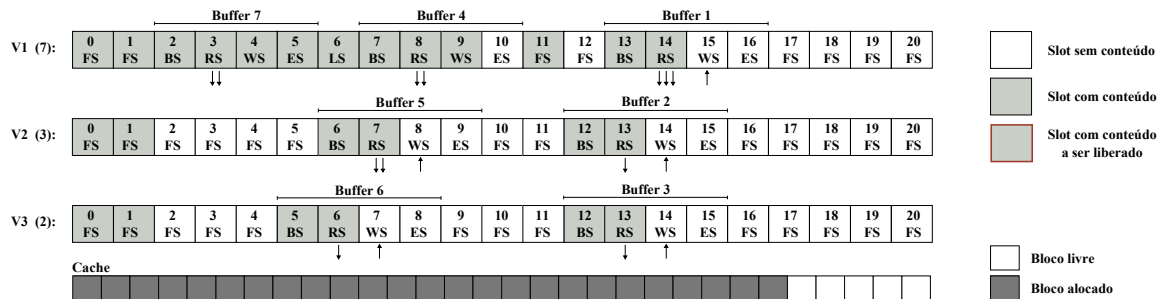 Buffer 7 Buffer 4 Buffer 1
V1 (7): 0 1 2 3 4 5 6 7 8 9 10 11 12 13 14 15 16 17 18 19 20
FS FS BS RS WS ES LS BS RS WS ES FS FS BS RS WS ES FS FS FS FS
Slot sem conteúdo
Slot com conteúdo
Buffer 5 Buffer 2
V2 (3): 0 1 2 3 4 5 6 7 8 9 10 11 12 13 14 15 16 17 18 19 20
FS FS FS FS FS FS BS RS WS ES FS FS BS RS WS ES FS FS FS FS FS
Slot com conteúdo
a ser liberado
Buffer 6 Buffer 3
V3 (2): 0 1 2 3 4 5 6 7 8 9 10 11 12 13 14 15 16 17 18 19 20
FS FS FS FS FS BS RS WS ES FS FS FS BS RS WS ES FS FS FS FS FS
Cache
Bloco livre
Bloco alocado